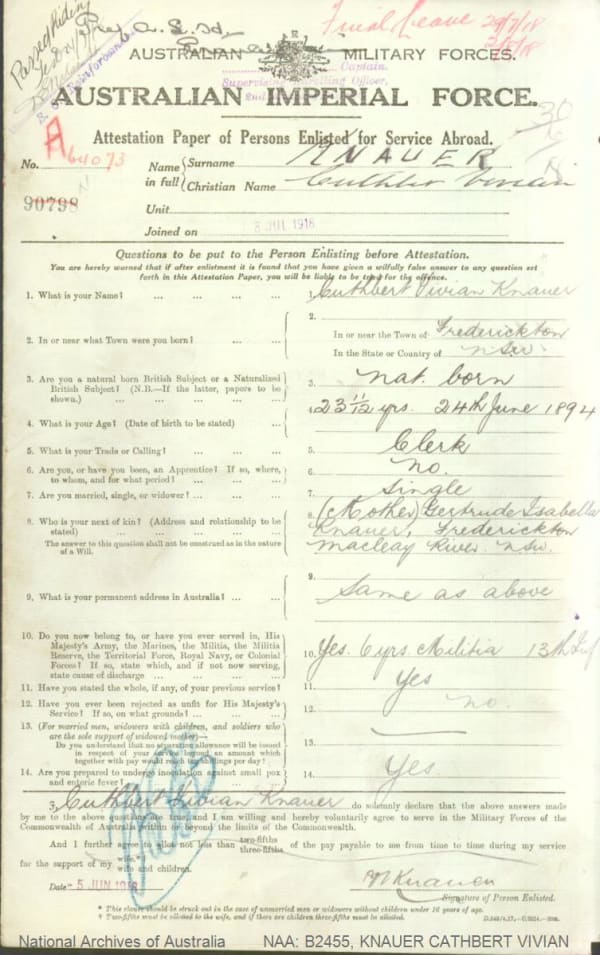 Passed Riding
Test 24/7/18
Final Leave 29/7/18
AUSTRALIAN MILITARY FORCES.
Captain.
Supervising Enrolling Officer,
AUSTRALIAN IMPERIAL FORCE.
30
Attestation Paper of Persons Enlisted for Service Abroad.
No. A 64073
90798 N
Name in full { Surname KNAUER
Christian Name Cuthbert Vivian
Unit
Joined on 8 JUL 1918
Questions to be put to the Person Enlisting before Attestation.
You are hereby warned that if after enlistment it is found that you have given a wilfully false answer to any question set
forth in this Attestation Paper, you will be liable to be tried for the offence.
1. What is your Name? ... ... ... ... Cuthbert Vivian Knauer
2. In or near what Town were you born? ... ... { 2. In or near the Town of Frederickton
In the State or Country of NSW.
3. Are you a natural born British Subject or a Naturalized
British Subject? (N.B.—If the latter, papers to be
shown.) ... ... ... ... 3. nat. born
4. What is your Age? (Date of birth to be stated) ... 4. 23 11/12 yrs. 24th June 1894
5. What is your Trade or Calling? ... ... ... 5. Clerk
6. Are you, or have you been, an Apprentice? If so, where,
to whom, and for what period? ... ... ... 6. no.
7. Are you married, single, or widower? ... ... ... 7. Single
8. Who is your next of kin? (Address and relationship to be
stated) ... ... ... ...
The answer to this question shall not be construed as in the nature
of a Will.
8. (Mother) Gertrude Isabella
Knauer, Frederickton
Macleay River. NSW.
9. What is your permanent address in Australia? ... ... 9. Same as above
10. Do you now belong to, or have you ever served in, His
Majesty's Army, the Marines, the Militia, the Militia
Reserve, the Territorial Force, Royal Navy, or Colonial
Forces? If so, state which, and if not now serving,
state cause of discharge ... ... ... 10. Yes. 6 yrs. Militia 13th Inf
11. Have you stated the whole, if any, of your previous service? 11. Yes
12. Have you ever been rejected as unfit for His Majesty's
Service? If so, on what grounds? ... ... ... 12. no.
13. (For married men, widowers with children, and soldiers who
are the sole support of widowed mother)—
Do you understand that no separation allowance will be issued
in respect of your service beyond an amount which
together with pay would reach eight shillings per day? 13. —
14. Are you prepared to undergo inoculation against small pox
and enteric fever? ... ... ... 14. Yes
I, Cuthbert Vivian Knauer do solemnly declare that the above answers made
by me to the above questions are true, and I am willing and hereby voluntarily agree to serve in the Military Forces of the
Commonwealth of Australia within or beyond the limits of the Commonwealth.
And I further agree to allot not less than two-fifths three-fifths of the pay payable to me from time to time during my service
for the support of my wife* wife and children.
Date - 5 JUN 1918
CV Knauer
Signature of Person Enlisted.
* This clause should be struck out in the case of unmarried men or widowers without children under 16 years of age.
† Two-fifths must be allotted to the wife, and if there are children three-fifths must be allotted.
National Archives of Australia NAA: B2455, KNAUER CATHBERT VIVIAN